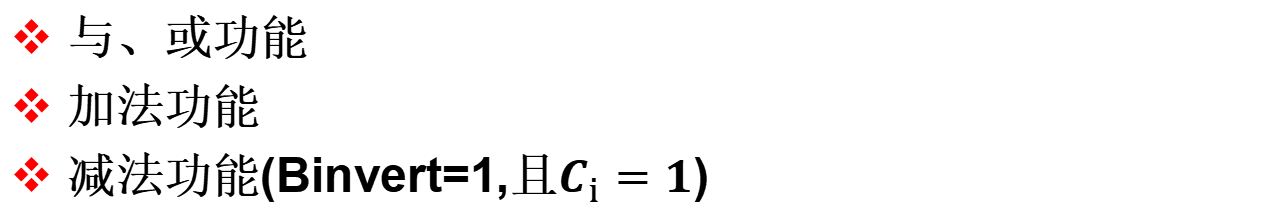 ❖ 与、或功能
❖ 加法功能
❖ 减法功能(Binvert=1,且Cᵢ = 1)